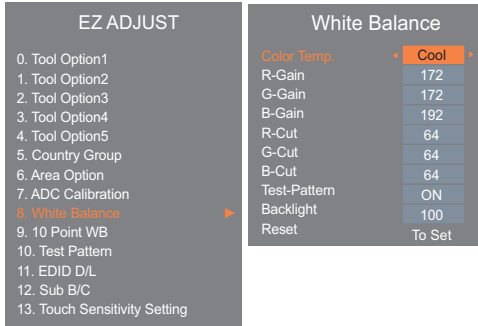 EZ ADJUST
0. Tool Option1
1. Tool Option2
2. Tool Option3
3. Tool Option4
4. Tool Option5
5. Country Group
6. Area Option
7. ADC Calibration
8. White Balance ►
9. 10 Point WB
10. Test Pattern
11. EDID D/L
12. Sub B/C
13. Touch Sensitivity Setting
White Balance
Color Temp. ◄ Cool ►
R-Gain 172
G-Gain 172
B-Gain 192
R-Cut 64
G-Cut 64
B-Cut 64
Test-Pattern ON
Backlight 100
Reset To Set